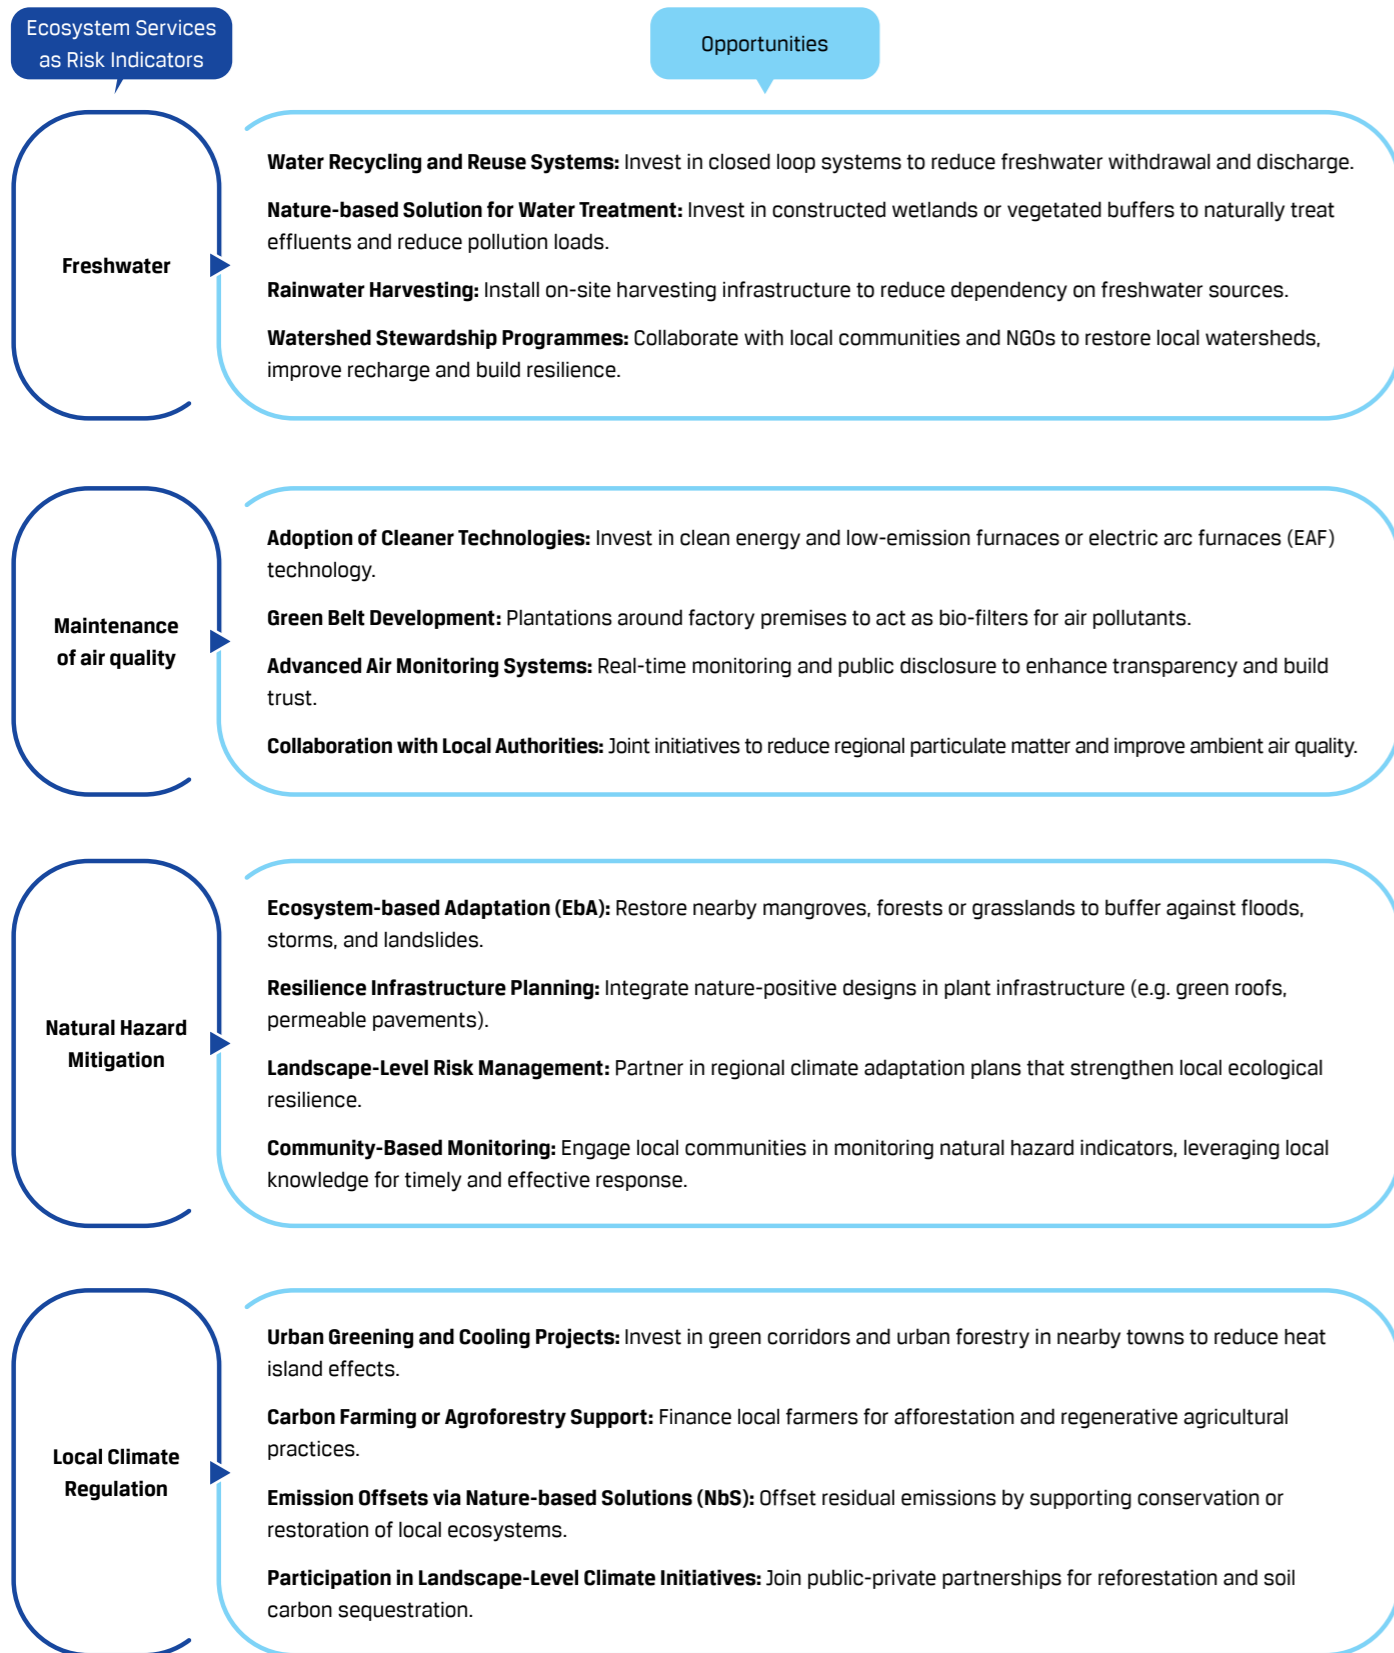 Ecosystem Services
as Risk Indicators
Opportunities
Freshwater
Water Recycling and Reuse Systems: Invest in closed loop systems to reduce freshwater withdrawal and discharge.
Nature-based Solution for Water Treatment: Invest in constructed wetlands or vegetated buffers to naturally treat
effluents and reduce pollution loads.
Rainwater Harvesting: Install on-site harvesting infrastructure to reduce dependency on freshwater sources.
Watershed Stewardship Programmes: Collaborate with local communities and NGOs to restore local watersheds,
improve recharge and build resilience.
Maintenance
of air quality
Adoption of Cleaner Technologies: Invest in clean energy and low-emission furnaces or electric arc furnaces (EAF)
technology.
Green Belt Development: Plantations around factory premises to act as bio-filters for air pollutants.
Advanced Air Monitoring Systems: Real-time monitoring and public disclosure to enhance transparency and build
trust.
Collaboration with Local Authorities: Joint initiatives to reduce regional particulate matter and improve ambient air quality.
Natural Hazard
Mitigation
Ecosystem-based Adaptation (EbA): Restore nearby mangroves, forests or grasslands to buffer against floods,
storms, and landslides.
Resilience Infrastructure Planning: Integrate nature-positive designs in plant infrastructure (e.g. green roofs,
permeable pavements).
Landscape-Level Risk Management: Partner in regional climate adaptation plans that strengthen local ecological
resilience.
Community-Based Monitoring: Engage local communities in monitoring natural hazard indicators, leveraging local
knowledge for timely and effective response.
Local Climate
Regulation
Urban Greening and Cooling Projects: Invest in green corridors and urban forestry in nearby towns to reduce heat
island effects.
Carbon Farming or Agroforestry Support: Finance local farmers for afforestation and regenerative agricultural
practices.
Emission Offsets via Nature-based Solutions (NbS): Offset residual emissions by supporting conservation or
restoration of local ecosystems.
Participation in Landscape-Level Climate Initiatives: Join public-private partnerships for reforestation and soil
carbon sequestration.